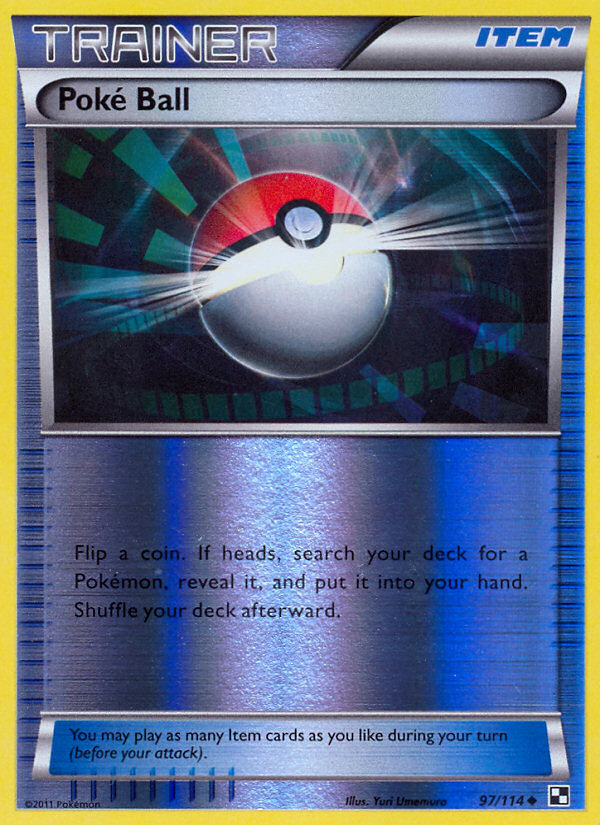 TRAINER
ITEM
Poké Ball
Flip a coin. If heads, search your deck for a
Pokémon, reveal it, and put it into your hand.
Shuffle your deck afterward.
You may play as many Item cards as you like during your turn
(before your attack).
©2011 Pokémon
Illus. Yuri Umemura
97/114